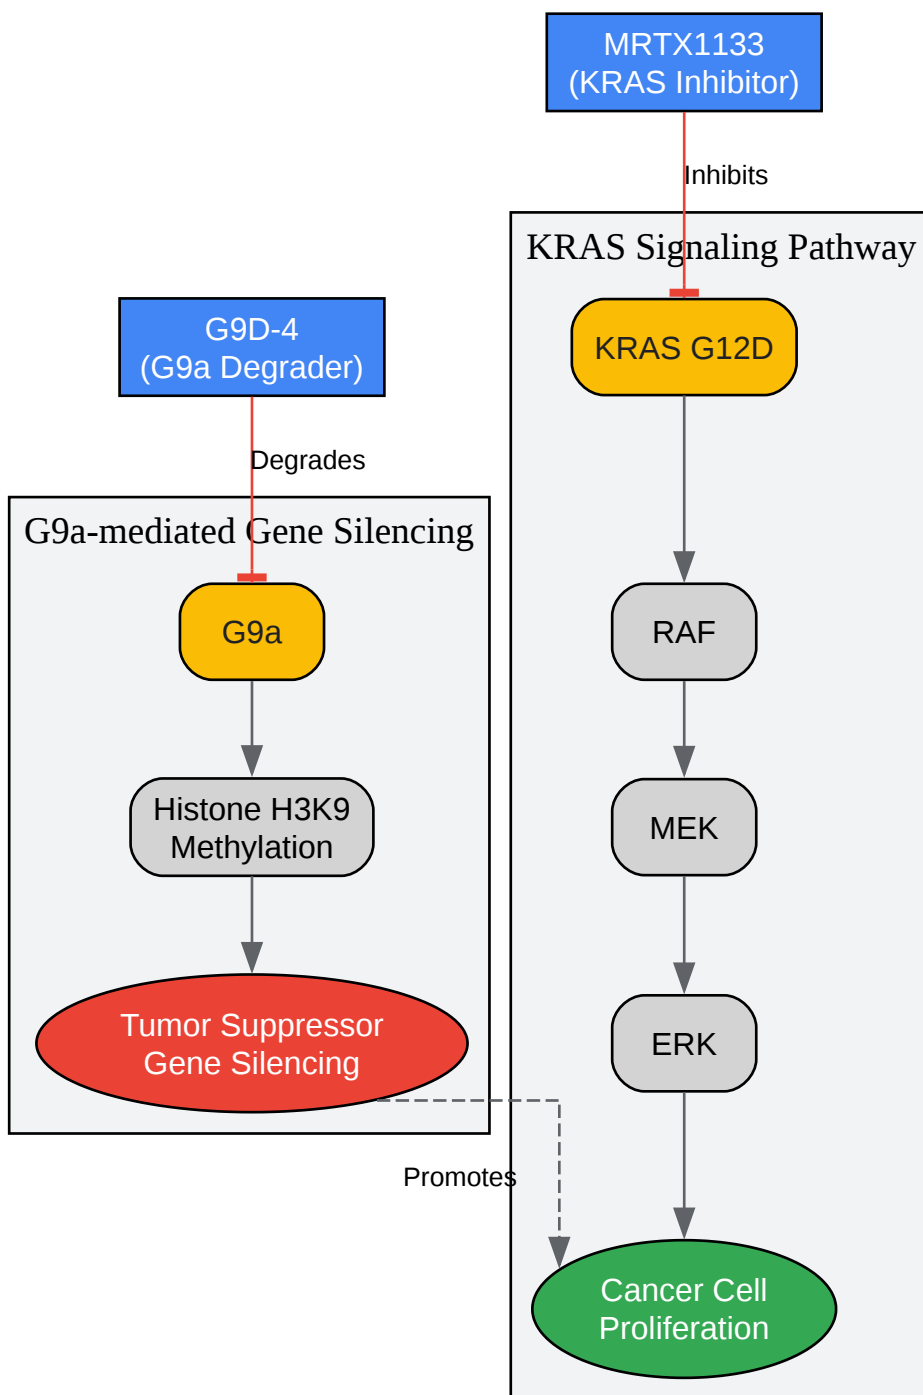 MRTX1133
(KRAS Inhibitor)
Inhibits
KRAS Signaling Pathway
KRAS G12D
G9D-4
(G9a Degrader)
Degrades
G9a-mediated Gene Silencing
G9a
Histone H3K9
Methylation
Tumor Suppressor
Gene Silencing
RAF
MEK
ERK
Promotes
Cancer Cell
Proliferation